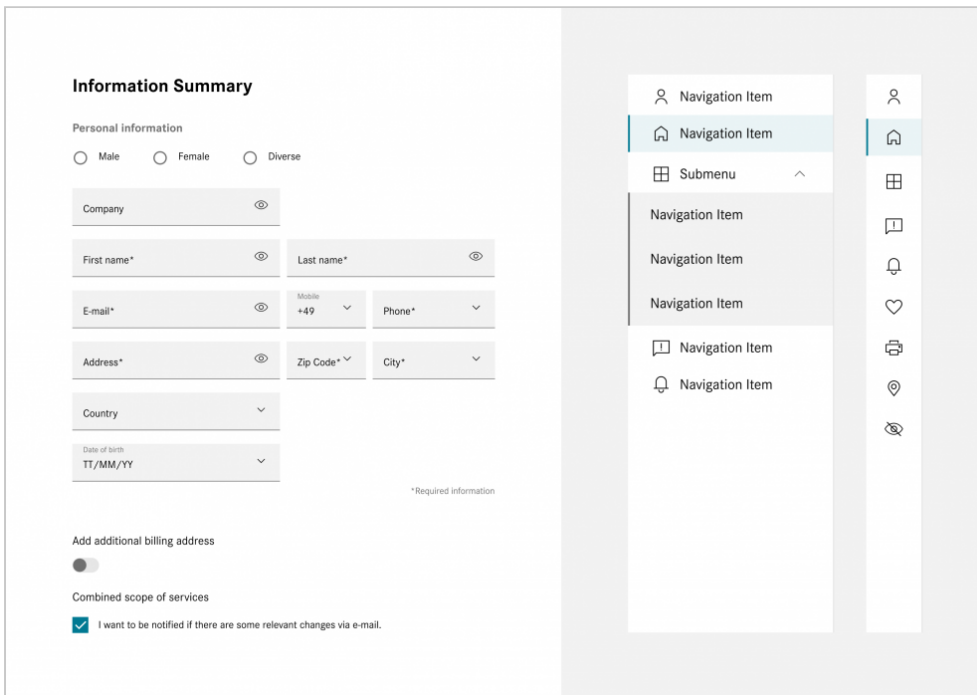 Information Summary
Personal information
Male Female Diverse
Company
First name* Last name*
E-mail* Mobile +49 Phone*
Address* Zip Code* City*
Country
Date of birth
TT/MM/YY
*Required information
Add additional billing address
Combined scope of services
I want to be notified if there are some relevant changes via e-mail.
Navigation Item
Navigation Item
Submenu
Navigation Item
Navigation Item
Navigation Item
Navigation Item
Navigation Item